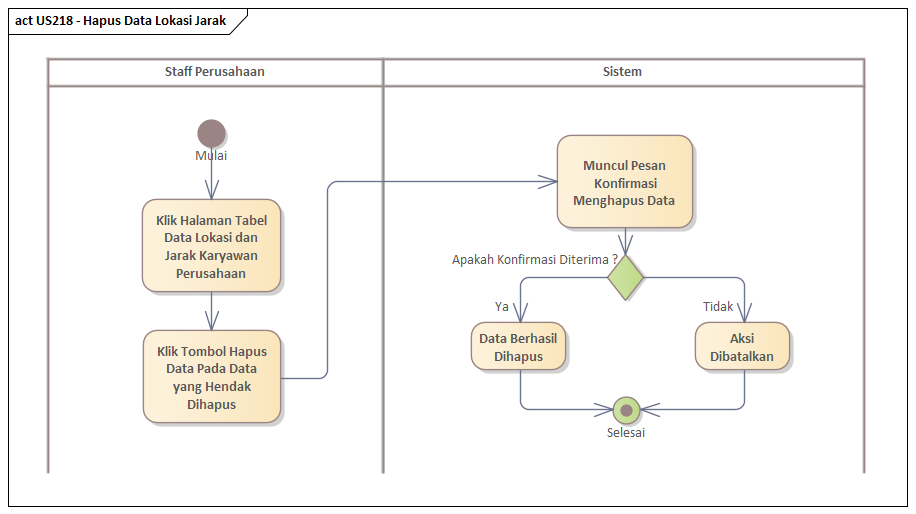 act US218 - Hapus Data Lokasi Jarak
Staff Perusahaan
Sistem
Mulai
Klik Halaman Tabel
Data Lokasi dan
Jarak Karyawan
Perusahaan
Klik Tombol Hapus
Data Pada Data
yang Hendak
Dihapus
Muncul Pesan
Konfirmasi
Menghapus Data
Apakah Konfirmasi Diterima ?
Ya
Tidak
Data Berhasil
Dihapus
Aksi
Dibatalkan
Selesai